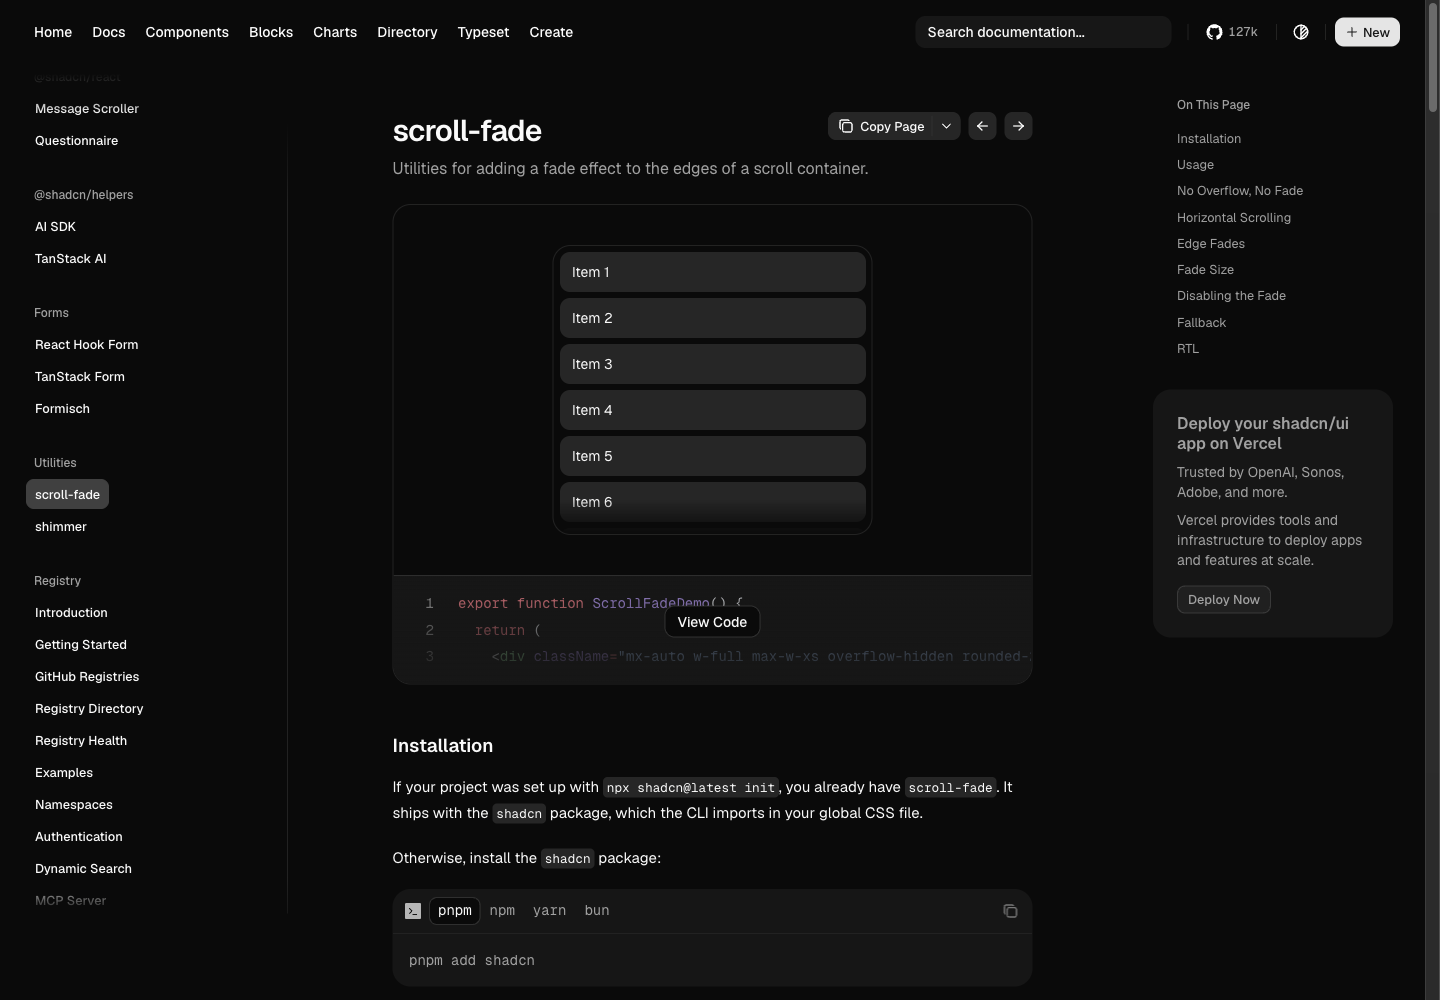 Home Docs Components Blocks Charts Directory Typeset Create
Search documentation...
127k
New
@shadcn/react
Message Scroller
Questionnaire
@shadcn/helpers
AI SDK
TanStack AI
Forms
React Hook Form
TanStack Form
Formisch
Utilities
scroll-fade
shimmer
Registry
Introduction
Getting Started
GitHub Registries
Registry Directory
Registry Health
Examples
Namespaces
Authentication
Dynamic Search
MCP Server
scroll-fade
Copy Page
Utilities for adding a fade effect to the edges of a scroll container.
Item 1
Item 2
Item 3
Item 4
Item 5
Item 6
1 export function ScrollFadeDemo() {
2 return (
3 <div className="mx-auto w-full max-w-xs overflow-hidden rounded-
View Code
Installation
If your project was set up with npx shadcn@latest init, you already have scroll-fade. It
ships with the shadcn package, which the CLI imports in your global CSS file.
Otherwise, install the shadcn package:
pnpm npm yarn bun
pnpm add shadcn
On This Page
Installation
Usage
No Overflow, No Fade
Horizontal Scrolling
Edge Fades
Fade Size
Disabling the Fade
Fallback
RTL
Deploy your shadcn/ui
app on Vercel
Trusted by OpenAI, Sonos,
Adobe, and more.
Vercel provides tools and
infrastructure to deploy apps
and features at scale.
Deploy Now